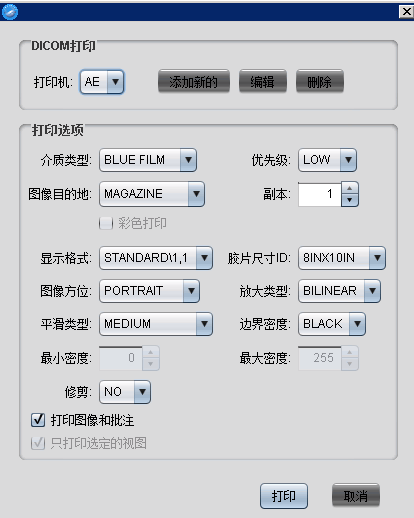 DICOM打印
打印机: AE 添加新的 编辑 删除
打印选项
介质类型: BLUE FILM 优先级: LOW
图像目的地: MAGAZINE 副本: 1
彩色打印
显示格式: STANDARD\1,1 胶片尺寸ID: 8INX10IN
图像方位: PORTRAIT 放大类型: BILINEAR
平滑类型: MEDIUM 边界密度: BLACK
最小密度: 0 最大密度: 255
修剪: NO
打印图像和批注
只打印选定的视图
打印 取消